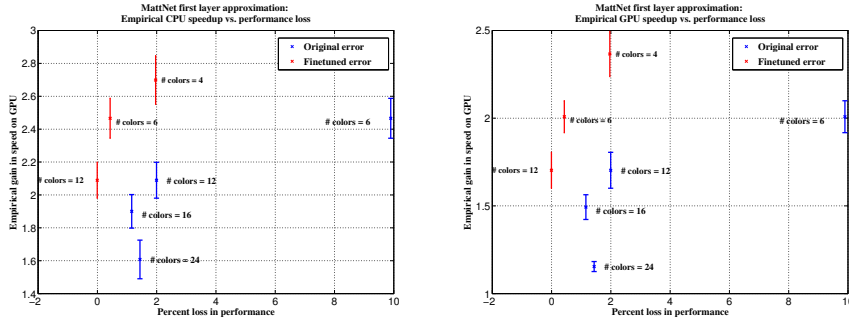 MattNet first layer approximation:
Empirical CPU speedup vs. performance loss
3
2.8
2.6
2.4
2.2
2
1.8
1.6
1.4
Empirical gain in speed on GPU
Original error
Finetuned error
# colors = 4
# colors = 6
# colors = 6
# colors = 12
# colors = 12
# colors = 16
# colors = 24
−2
0
2
4
6
8
10
Percent loss in performance
MattNet first layer approximation:
Empirical GPU speedup vs. performance loss
2.5
2
1.5
1
Empirical gain in speed on GPU
Original error
Finetuned error
# colors = 4
# colors = 6
# colors = 6
# colors = 12
# colors = 12
# colors = 16
# colors = 24
−2
0
2
4
6
8
10
Percent loss in performance